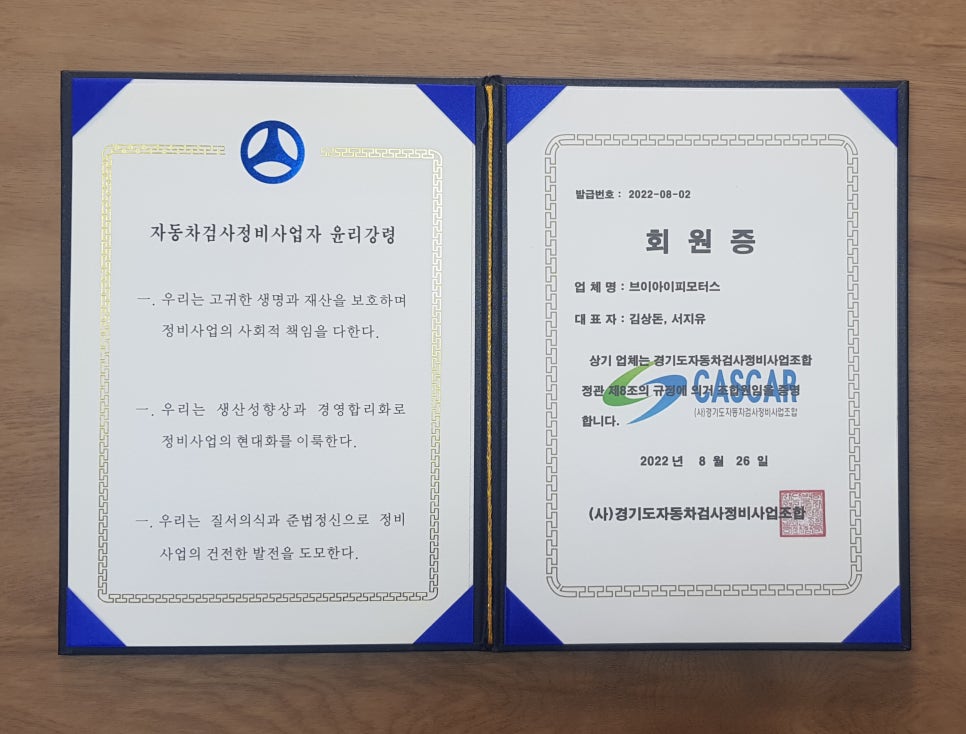 자동차검사정비사업자 윤리강령
一. 우리는 고귀한 생명과 재산을 보호하며
정비사업의 사회적 책임을 다한다.
一. 우리는 생산성향상과 경영합리화로
정비사업의 현대화를 이룩한다.
一. 우리는 질서의식과 준법정신으로 정비
사업의 건전한 발전을 도모한다.
발급번호 : 2022-08-02
회 원 증
업 체 명 : 브이아이피모터스
대 표 자 : 김상돈, 서지유
상기 업체는 경기도자동차검사정비사업조합
CASCAR
정관 제8조의 규정에 의거 조합원임을 증명
(사)경기도자동차검사정비사업조합
합니다.
2022 년 8 월 26 일
(사)경기도자동차검사정비사업조합